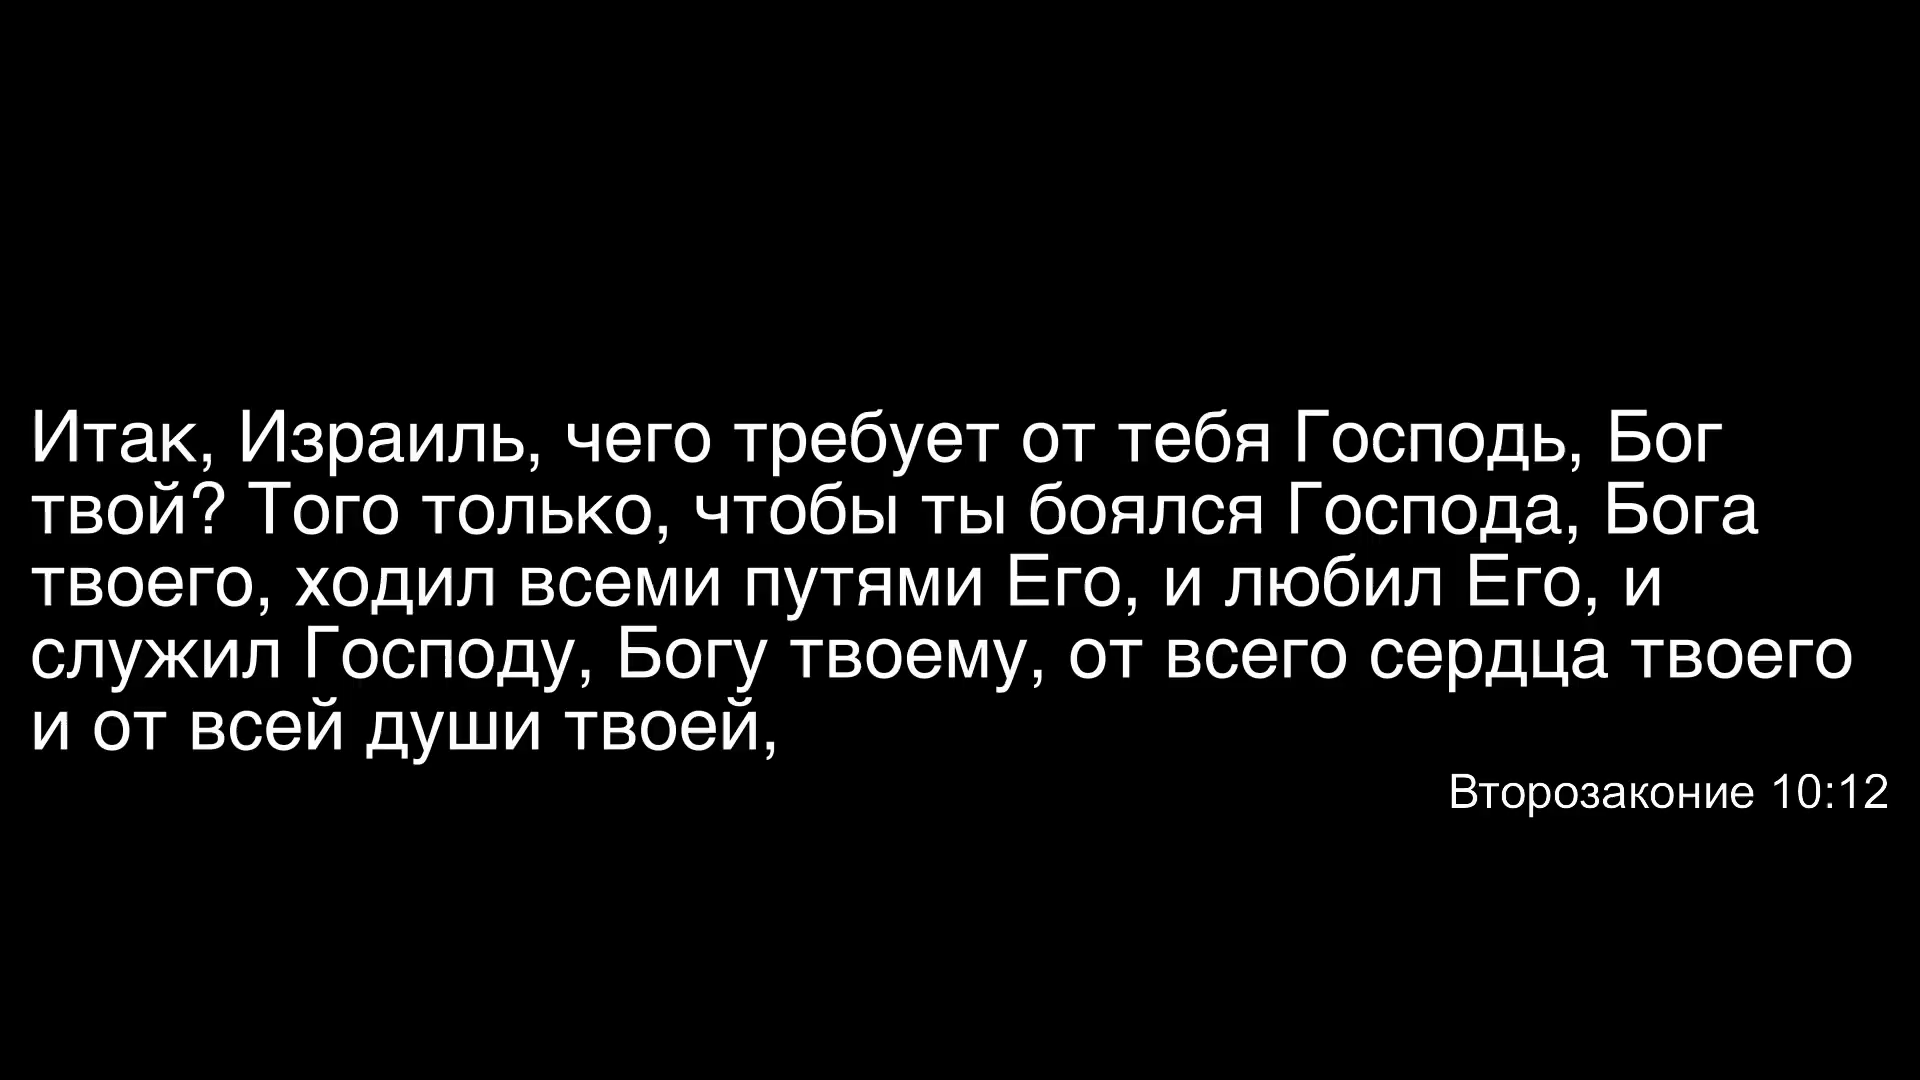 Итак, Израиль, чего требует от тебя Господь, Бог
твой? Того только, чтобы ты боялся Господа, Бога
твоего, ходил всеми путями Его, и любил Его, и
служил Господу, Богу твоему, от всего сердца твоего
и от всей души твоей,
Второзаконие 10:12